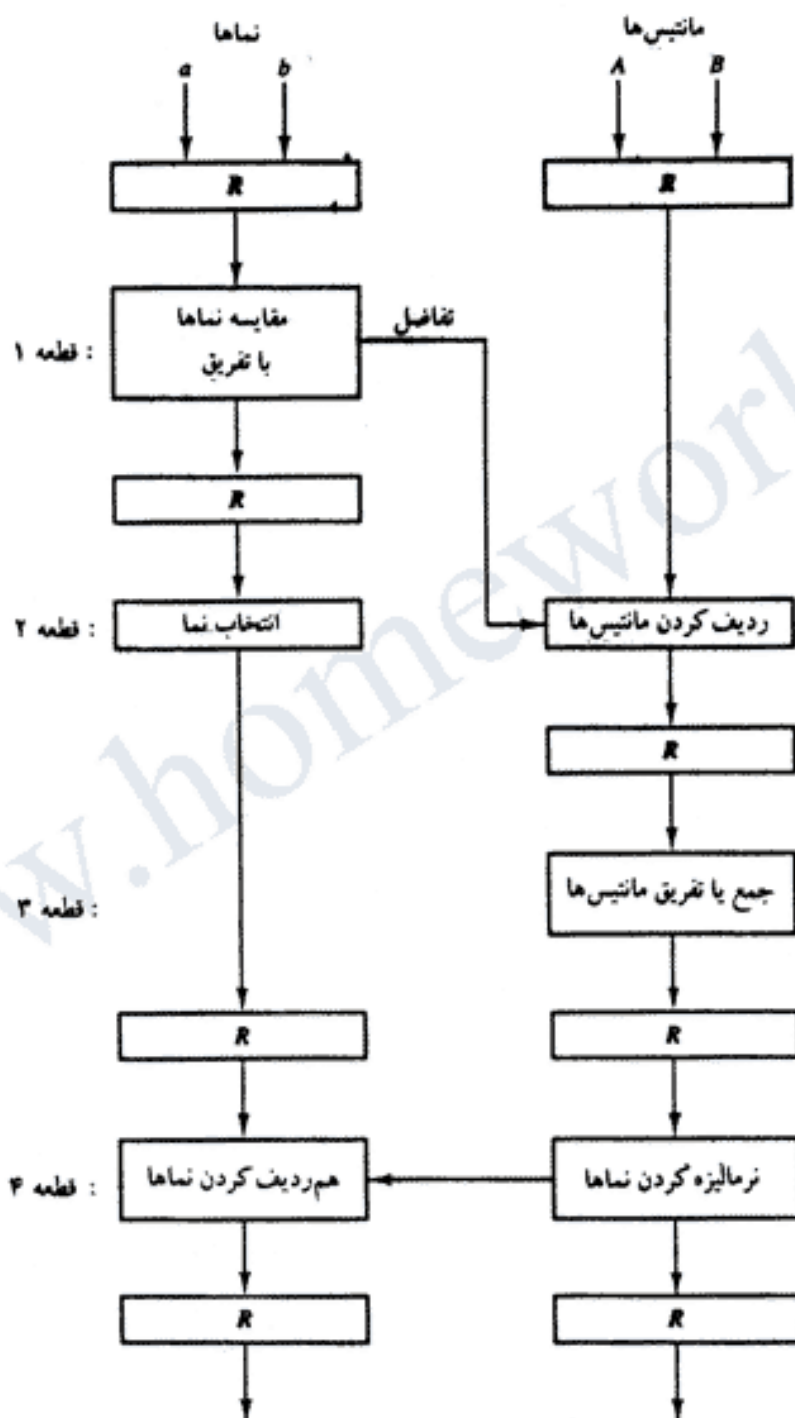 نماها
مانتیس‌ها
a b
A B
R
R
قطعه ۱ :
مقایسه نماها
با تفریق
تفاضل
R
قطعه ۲ :
انتخاب نما
ردیف کردن مانتیس‌ها
R
قطعه ۳ :
جمع یا تفریق مانتیس‌ها
R
R
قطعه ۴ :
هم ردیف کردن نماها
نرمالیزه کردن نماها
R
R
w.homewor